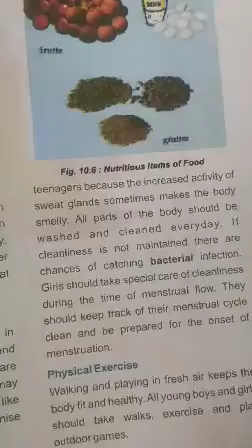 fruits
grains
Fig. 10.6 : Nutritious Items of Food
teenagers because the increased activity of
sweat glands sometimes makes the body
smelly. All parts of the body should be
washed and cleaned everyday. If
cleanliness is not maintained there are
chances of catching bacterial infection.
Girls should take special care of cleanliness
during the time of menstrual flow. They
should keep track of their menstrual cycle
clean and be prepared for the onset of
menstruation.
Physical Exercise
Walking and playing in fresh air keeps the
body fit and healthy. All young boys and girl
should take walks, exercise and pla
outdoor games.
in
are
like